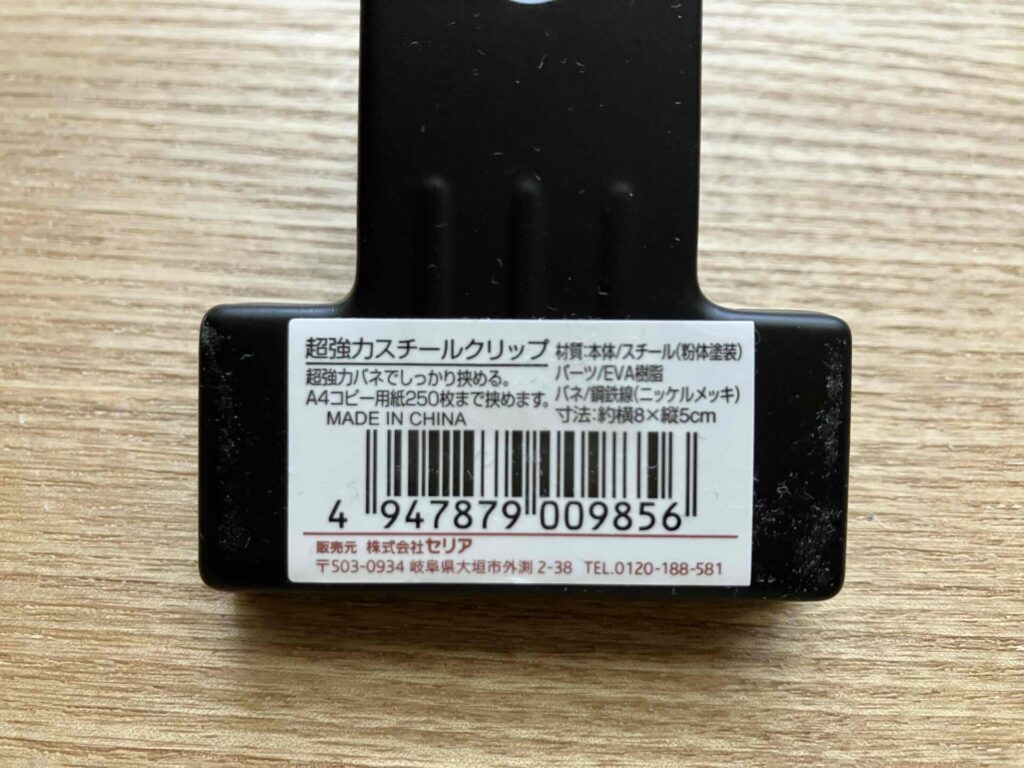 超強力スチールクリップ
超強力バネでしっかり挟める。
A4コピー用紙250枚まで挟めます。
MADE IN CHINA
材質:本体/スチール(粉体塗装)
パーツ/EVA樹脂
バネ/鋼鉄線(ニッケルメッキ)
寸法:約横8×縦5cm
4 947879 009856
販売元 株式会社セリア
〒503-0934 岐阜県大垣市外渕 2-38 TEL.0120-188-581